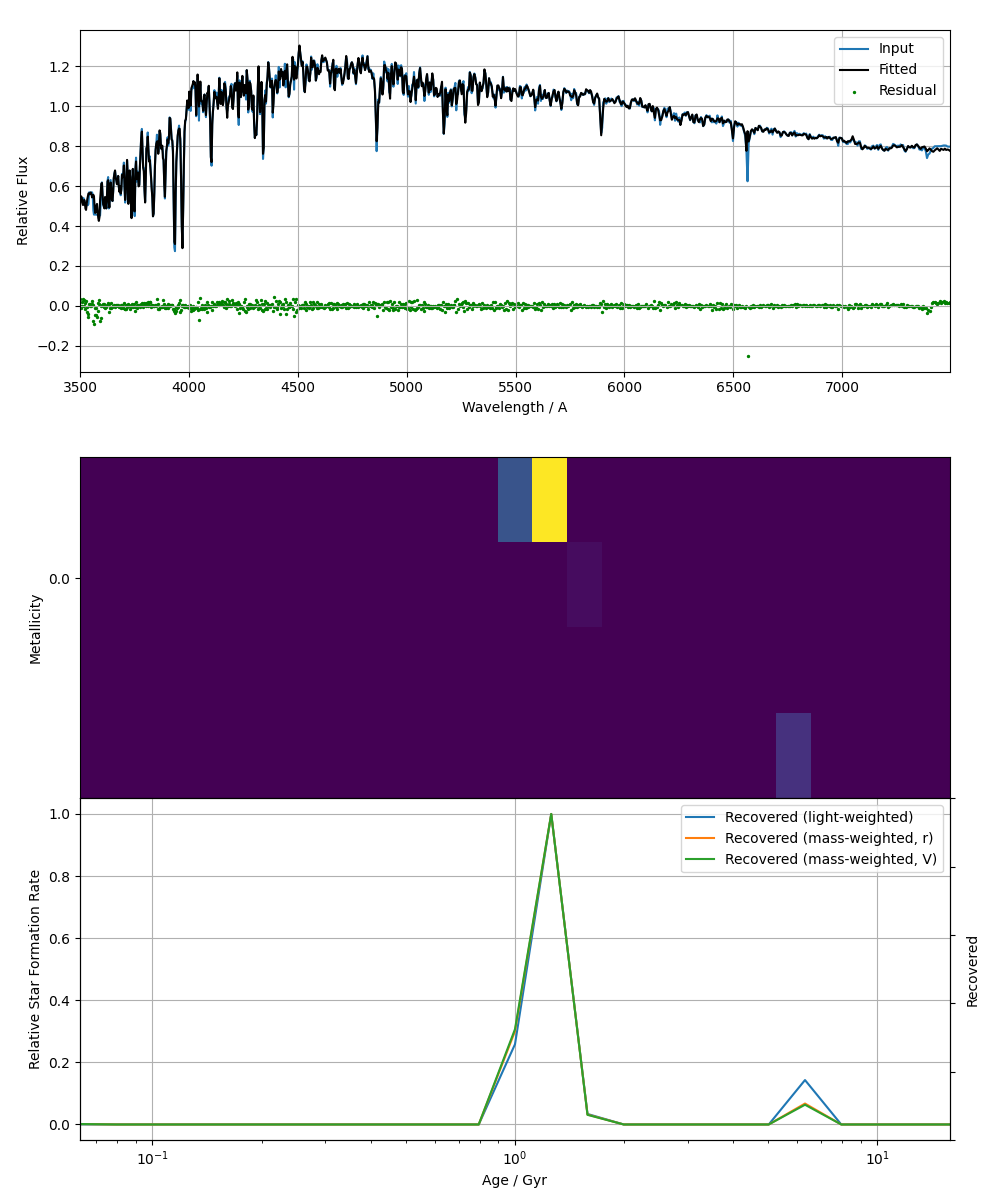 1.2
1.0
0.8
0.6
0.4
0.2
0.0
−0.2
Relative Flux
Input
Fitted
Residual
3500 4000 4500 5000 5500 6000 6500 7000
Wavelength / A
0.0
Metallicity
1.0
0.8
0.6
0.4
0.2
0.0
Relative Star Formation Rate
Recovered (light-weighted)
Recovered (mass-weighted, r)
Recovered (mass-weighted, V)
Recovered
10⁻¹ 10⁰ 10¹
Age / Gyr